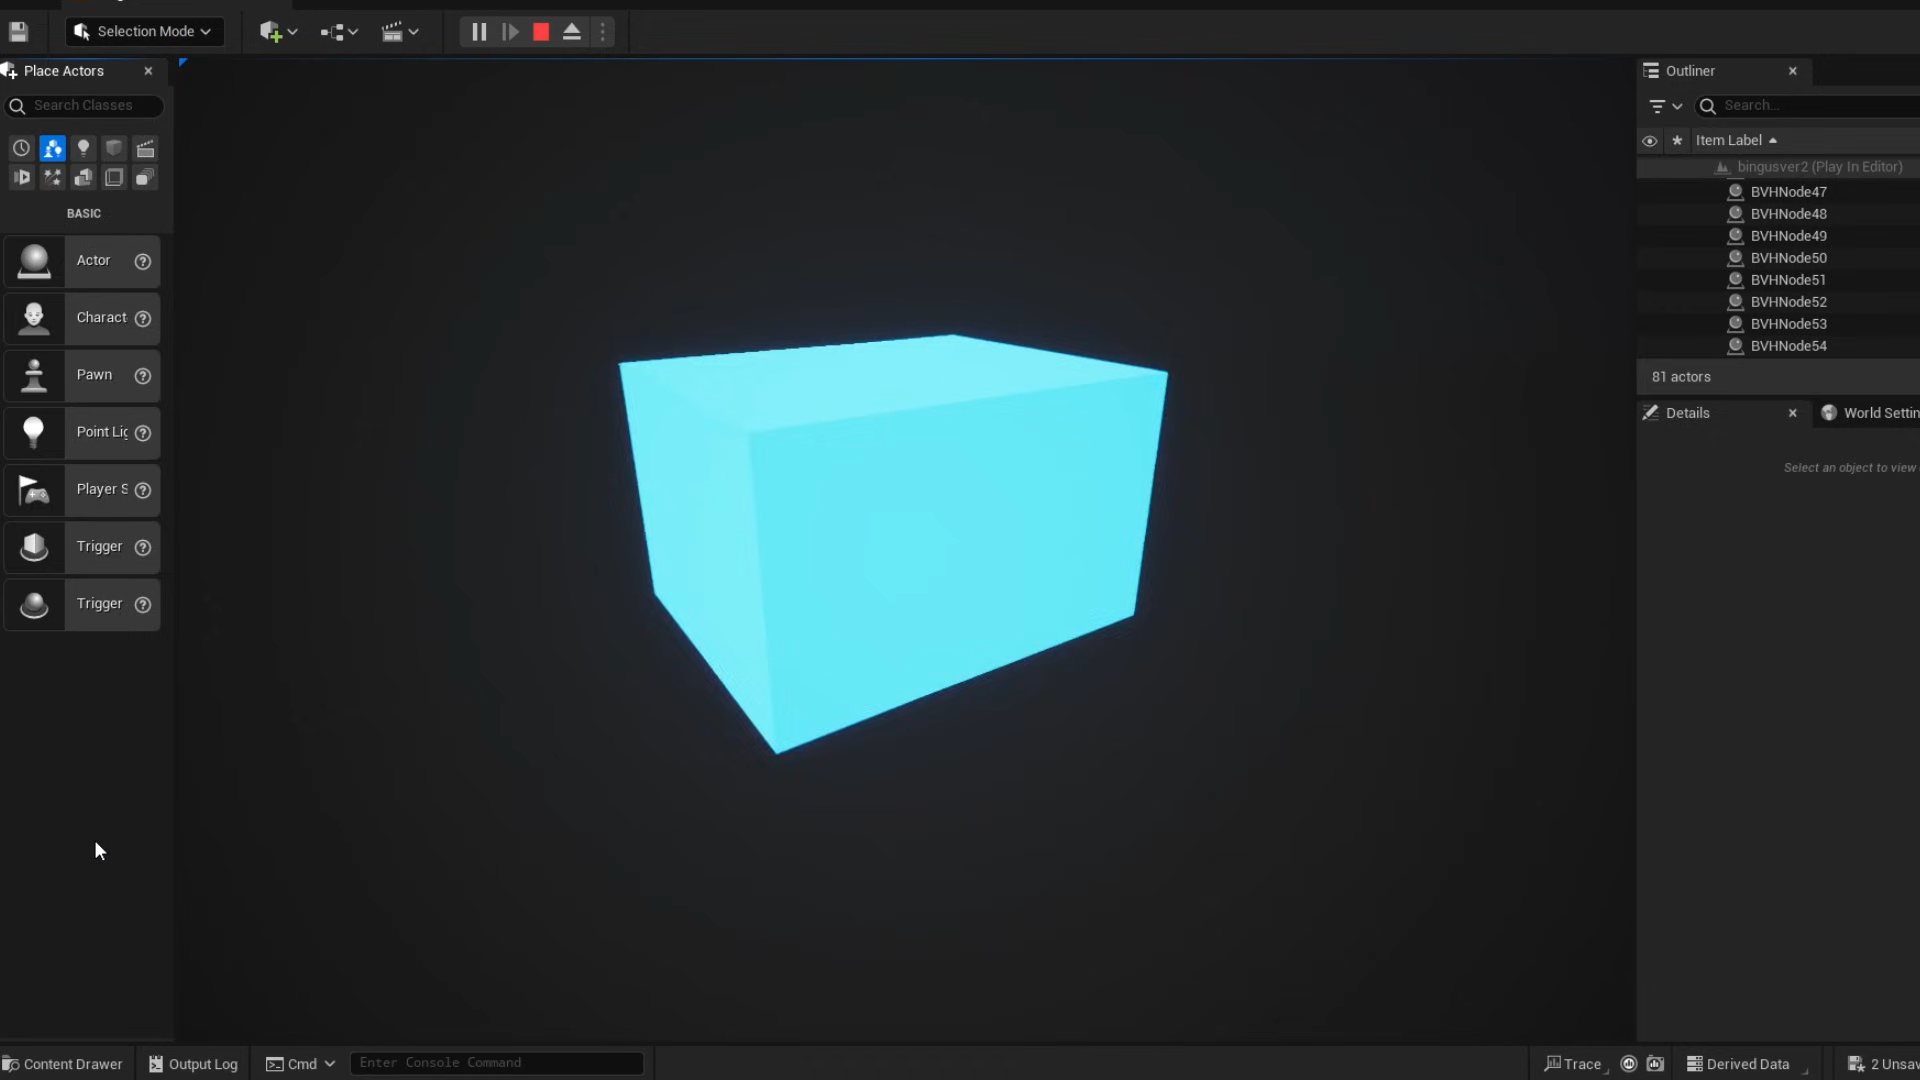 Selection Mode
Place Actors
Search Classes
BASIC
Actor
Charact
Pawn
Point Lig
Player S
Trigger
Trigger
Outliner
Search...
Item Label
bingusver2 (Play In Editor)
BVHNode47
BVHNode48
BVHNode49
BVHNode50
BVHNode51
BVHNode52
BVHNode53
BVHNode54
81 actors
Details
World Settin
Select an object to view
Content Drawer
Output Log
Cmd
Enter Console Command
Trace
Derived Data
2 Unsav